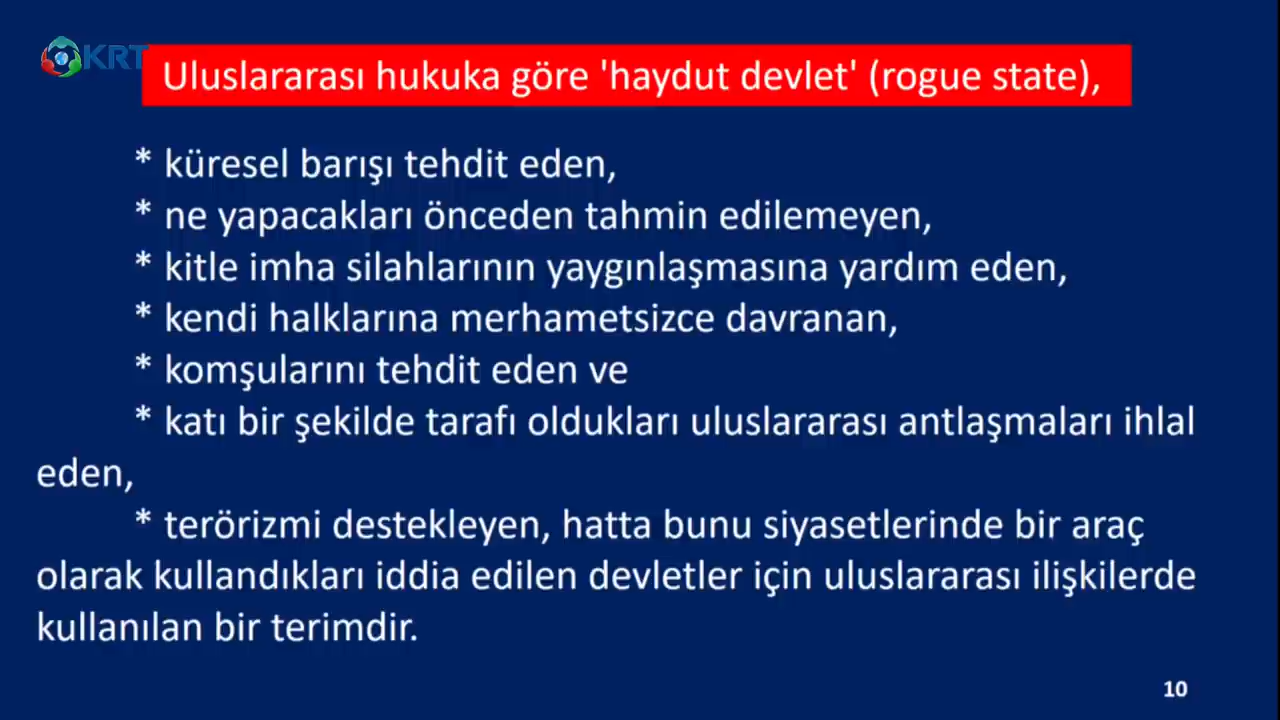 KRT
Uluslararası hukuka göre 'haydut devlet' (rogue state),
* küresel barışı tehdit eden,
* ne yapacakları önceden tahmin edilemeyen,
* kitle imha silahlarının yaygınlaşmasına yardım eden,
* kendi halklarına merhametsizce davranan,
* komşularını tehdit eden ve
* katı bir şekilde tarafı oldukları uluslararası antlaşmaları ihlal
eden,
* terörizmi destekleyen, hatta bunu siyasetlerinde bir araç
olarak kullandıkları iddia edilen devletler için uluslararası ilişkilerde
kullanılan bir terimdir.
10